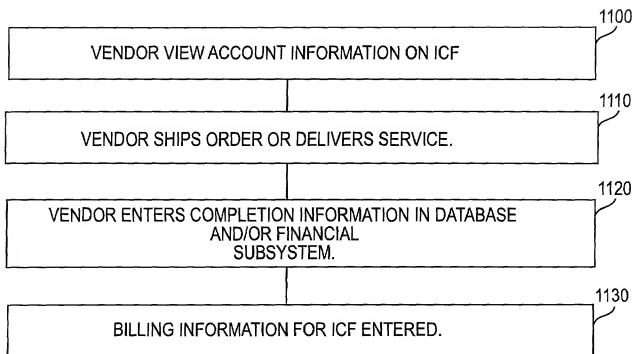 1100
VENDOR VIEW ACCOUNT INFORMATION ON ICF
1110
VENDOR SHIPS ORDER OR DELIVERS SERVICE.
1120
VENDOR ENTERS COMPLETION INFORMATION IN DATABASE
AND/OR FINANCIAL
SUBSYSTEM.
1130
BILLING INFORMATION FOR ICF ENTERED.